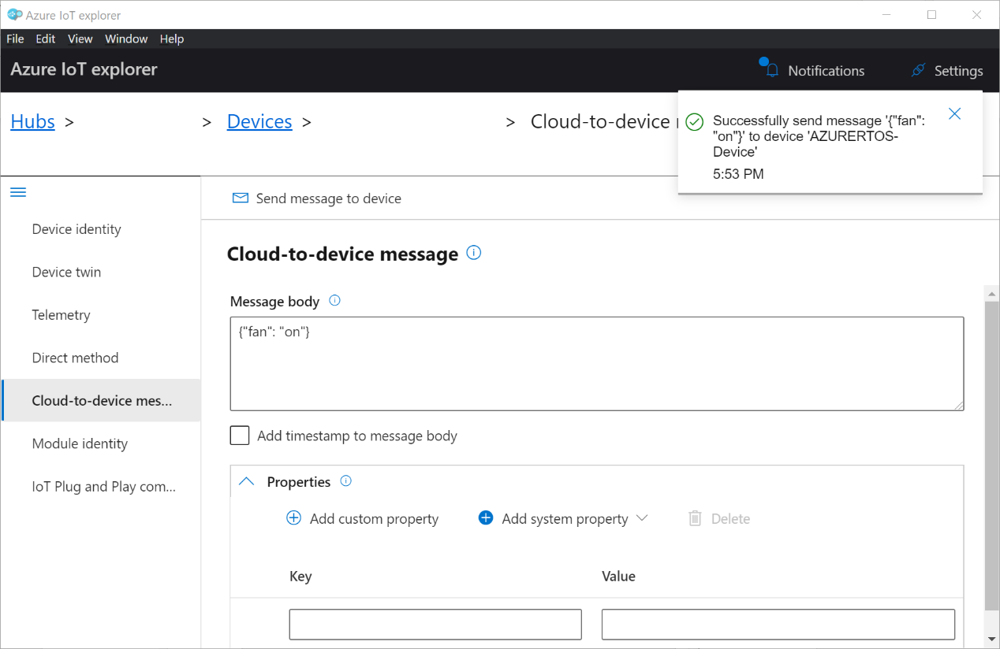 Azure IoT explorer
File Edit View Window Help
Azure IoT explorer
Notifications
Settings
Hubs > > Devices > > Cloud-to-device
Successfully send message '{"fan":
"on"}' to device 'AZURERTOS-
Device'
5:53 PM
Send message to device
Device identity
Device twin
Telemetry
Direct method
Cloud-to-device mes...
Module identity
IoT Plug and Play com...
Cloud-to-device message
Message body
{"fan": "on"}
Add timestamp to message body
Properties
Add custom property
Add system property
Delete
Key Value